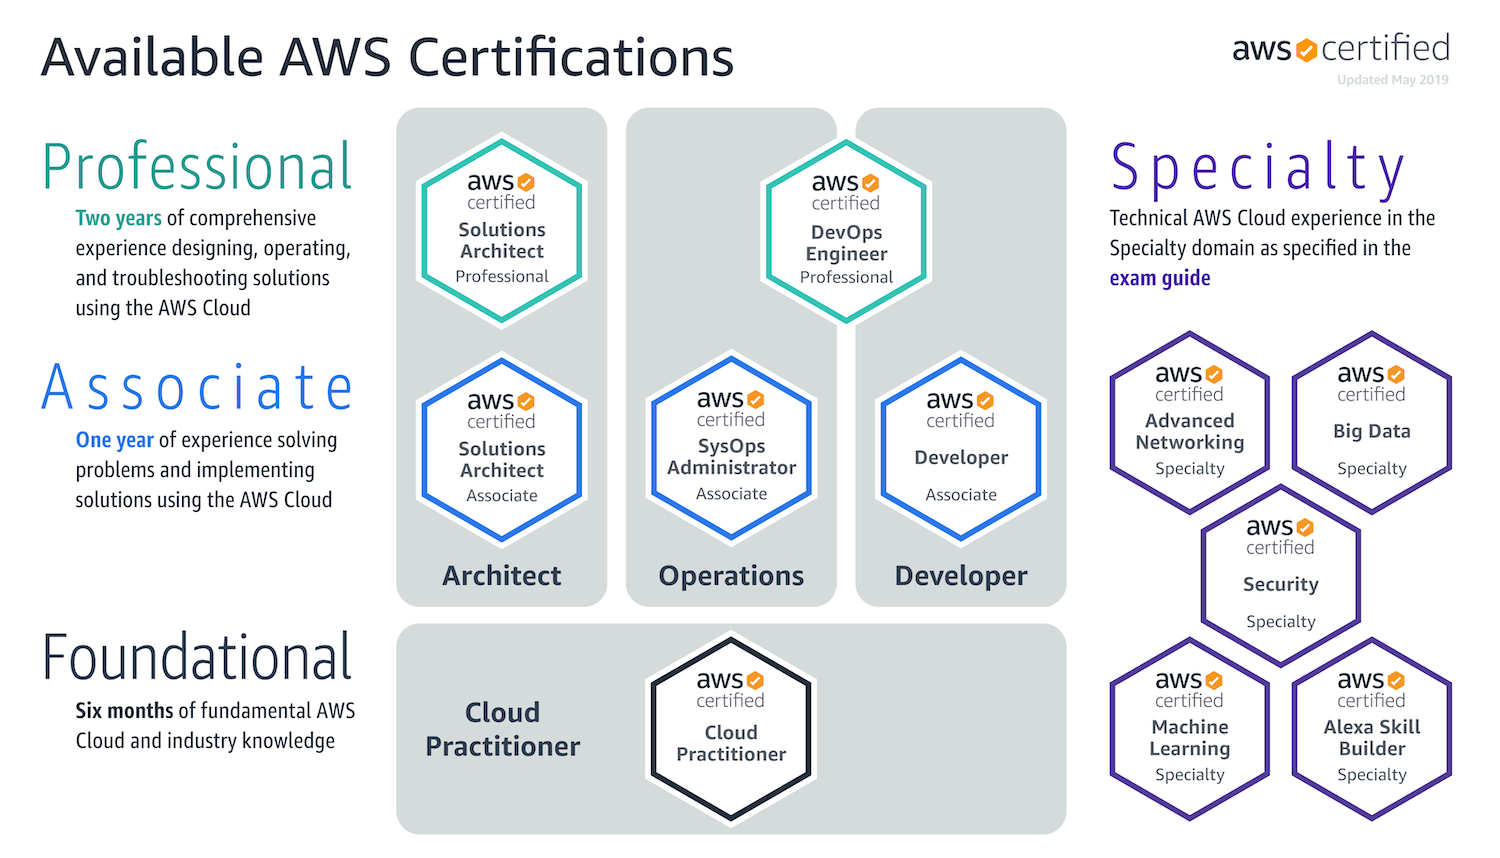 Available AWS Certifications
aws certified
Updated May 2019
Professional
Two years of comprehensive
experience designing, operating,
and troubleshooting solutions
using the AWS Cloud
Associate
One year of experience solving
problems and implementing
solutions using the AWS Cloud
Foundational
Six months of fundamental AWS
Cloud and industry knowledge
aws
certified
Solutions
Architect
Professional
aws
certified
DevOps
Engineer
Professional
aws
certified
Solutions
Architect
Associate
aws
certified
SysOps
Administrator
Associate
aws
certified
Developer
Associate
Architect
Operations
Developer
Cloud
Practitioner
aws
certified
Cloud
Practitioner
Specialty
Technical AWS Cloud experience in the
Specialty domain as specified in the
exam guide
aws
certified
Advanced
Networking
Specialty
aws
certified
Big Data
Specialty
aws
certified
Security
Specialty
aws
certified
Machine
Learning
Specialty
aws
certified
Alexa Skill
Builder
Specialty